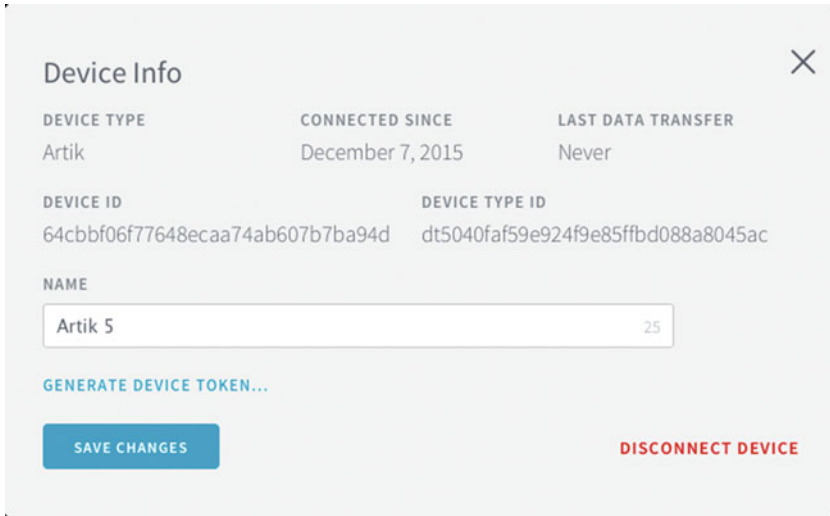 Device Info
DEVICE TYPE CONNECTED SINCE LAST DATA TRANSFER
Artik December 7, 2015 Never
DEVICE ID DEVICE TYPE ID
64cbbf06f77648ecaa74ab607b7ba94d dt5040faf59e924f9e85ffbd088a8045ac
NAME
Artik 5 25
GENERATE DEVICE TOKEN...
SAVE CHANGES DISCONNECT DEVICE